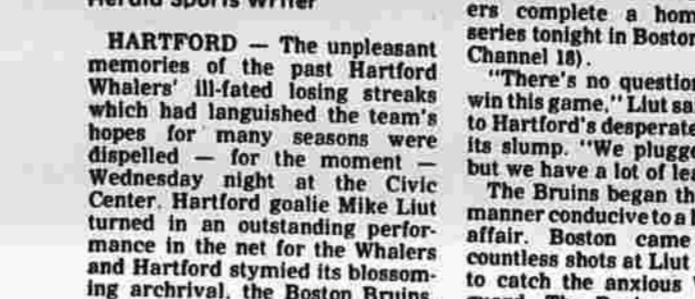 Herald Sports Writer
HARTFORD — The unpleasant
memories of the past Hartford
Whalers' ill-fated losing streaks
which had languished the team's
hopes for many seasons were
dispelled — for the moment —
Wednesday night at the Civic
Center. Hartford goalie Mike Liut
turned in an outstanding perfor-
mance in the net for the Whalers
and Hartford stymied its blossom-
ing archrival, the Boston Bruins,
ers complete a hom
series tonight in Boston
Channel 18).
"There's no question
win this game," Liut sa
to Hartford's desperate
its slump. "We plugge
but we have a lot of lea
The Bruins began th
manner conducive to a
affair. Boston came
countless shots at Liut
to catch the anxious